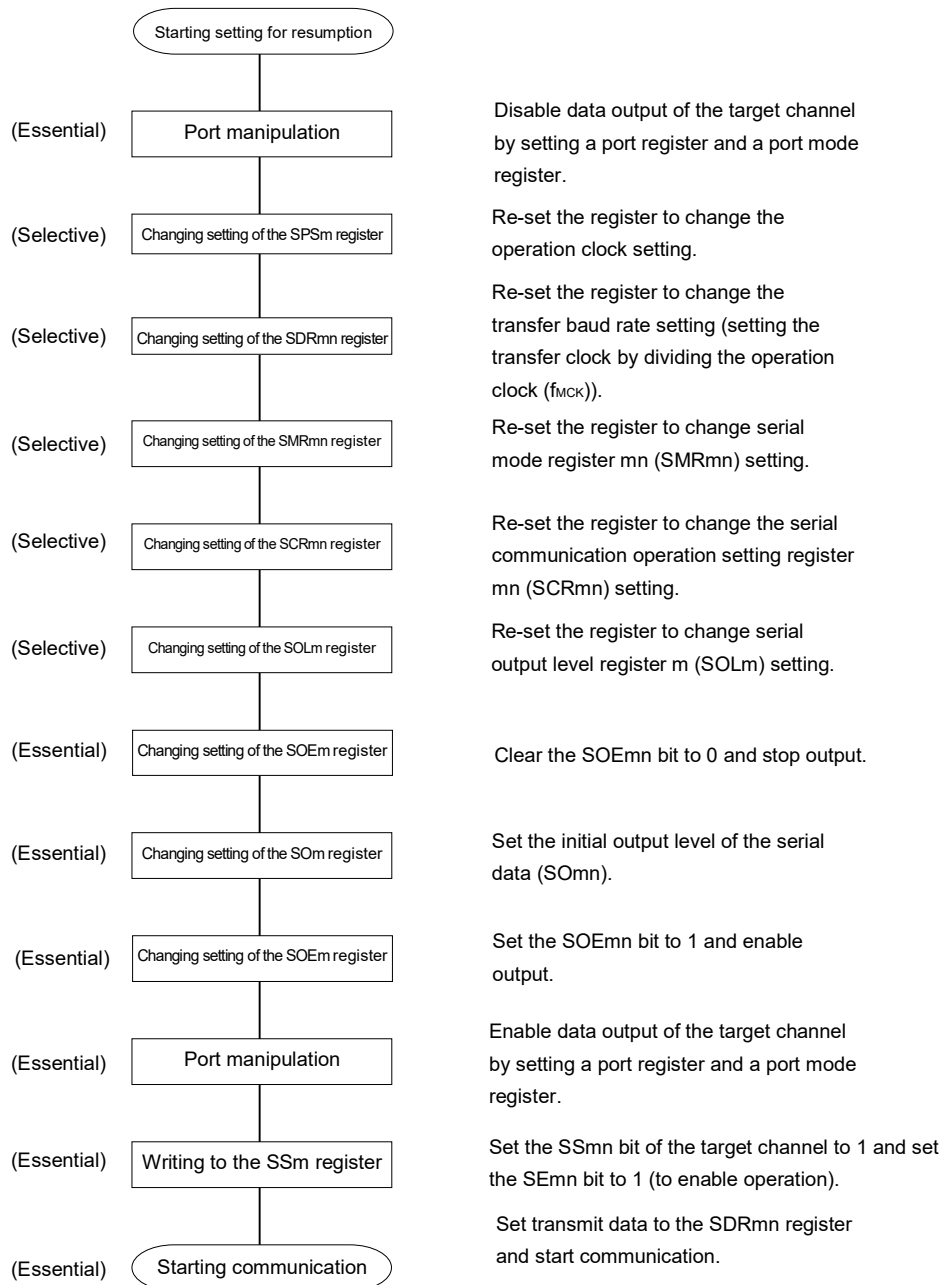 Starting setting for resumption
(Essential)
Port manipulation
Disable data output of the target channel
by setting a port register and a port mode
register.
(Selective)
Changing setting of the SPSm register
Re-set the register to change the
operation clock setting.
(Selective)
Changing setting of the SDRmn register
Re-set the register to change the
transfer baud rate setting (setting the
transfer clock by dividing the operation
clock (fMCK)).
(Selective)
Changing setting of the SMRmn register
Re-set the register to change serial
mode register mn (SMRmn) setting.
(Selective)
Changing setting of the SCRmn register
Re-set the register to change the serial
communication operation setting register
mn (SCRmn) setting.
(Selective)
Changing setting of the SOLm register
Re-set the register to change serial
output level register m (SOLm) setting.
(Essential)
Changing setting of the SOEm register
Clear the SOEmn bit to 0 and stop output.
(Essential)
Changing setting of the SOm register
Set the initial output level of the serial
data (SOmn).
(Essential)
Changing setting of the SOEm register
Set the SOEmn bit to 1 and enable
output.
(Essential)
Port manipulation
Enable data output of the target channel
by setting a port register and a port mode
register.
(Essential)
Writing to the SSm register
Set the SSmn bit of the target channel to 1 and set
the SEmn bit to 1 (to enable operation).
(Essential)
Starting communication
Set transmit data to the SDRmn register
and start communication.